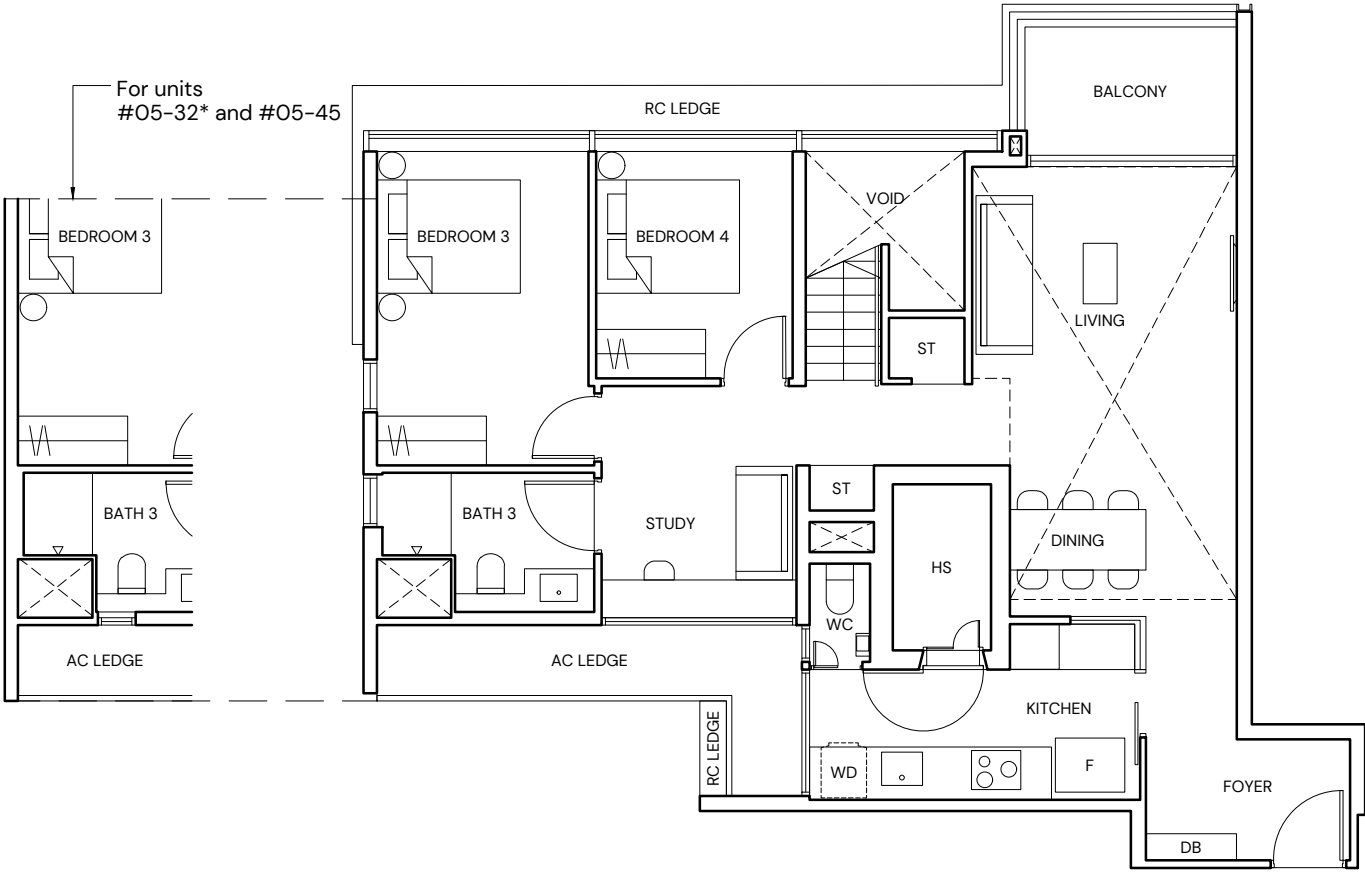 For units
#05-32* and #05-45
BALCONY
RC LEDGE
VOID
BEDROOM 3
BEDROOM 3
BEDROOM 4
LIVING
ST
ST
BATH 3
BATH 3
STUDY
DINING
HS
WC
AC LEDGE
AC LEDGE
KITCHEN
RC LEDGE
WD
F
FOYER
DB